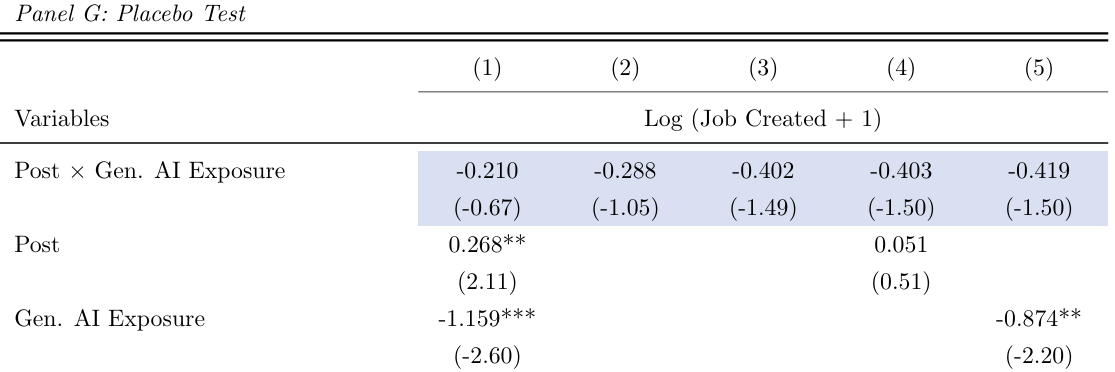 Panel G: Placebo Test
(1) (2) (3) (4) (5)
Variables Log (Job Created + 1)
Post × Gen. AI Exposure -0.210 -0.288 -0.402 -0.403 -0.419
(-0.67) (-1.05) (-1.49) (-1.50) (-1.50)
Post 0.268** 0.051
(2.11) (0.51)
Gen. AI Exposure -1.159*** -0.874**
(-2.60) (-2.20)